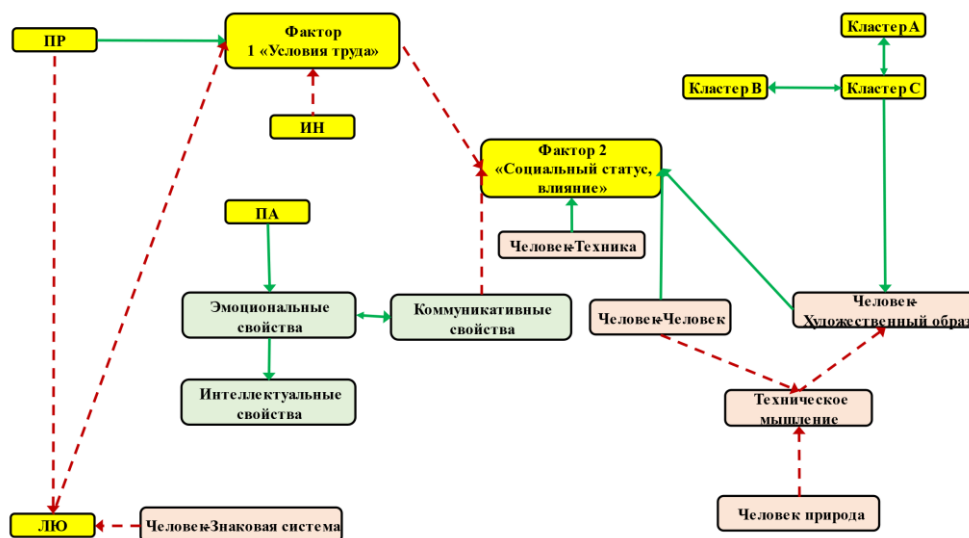 ПР
Фактор
1 «Условия труда»
Кластер А
Кластер В
Кластер С
ИН
Фактор 2
«Социальный статус,
влияние»
ПА
Человек-Техника
Эмоциональные
свойства
Коммуникативные
свойства
Человек-Человек
Человек-
Художественный образ
Интеллектуальные
свойства
Техническое
мышление
ЛЮ
Человек-Знаковая система
Человек природа